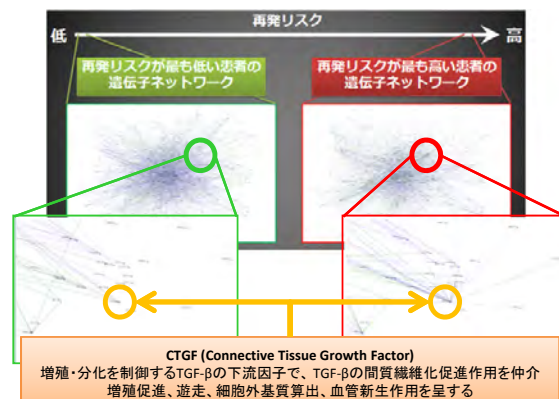 再発リスク
低
高
再発リスクが最も低い患者の
遺伝子ネットワーク
再発リスクが最も高い患者の
遺伝子ネットワーク
CTGF (Connective Tissue Growth Factor)
増殖・分化を制御するTGF-βの下流因子で、TGF-βの間質繊維化促進作用を仲介
増殖促進、遊走、細胞外基質算出、血管新生作用を呈する